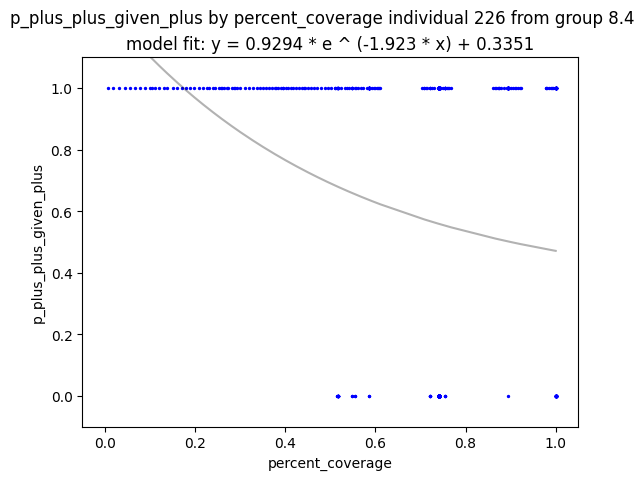 p_plus_plus_given_plus by percent_coverage individual 226 from group 8.4
model fit: y = 0.9294 * e ^ (-1.923 * x) + 0.3351
1.0
0.8
0.6
0.4
0.2
0.0
p_plus_plus_given_plus
0.0 0.2 0.4 0.6 0.8 1.0
percent_coverage